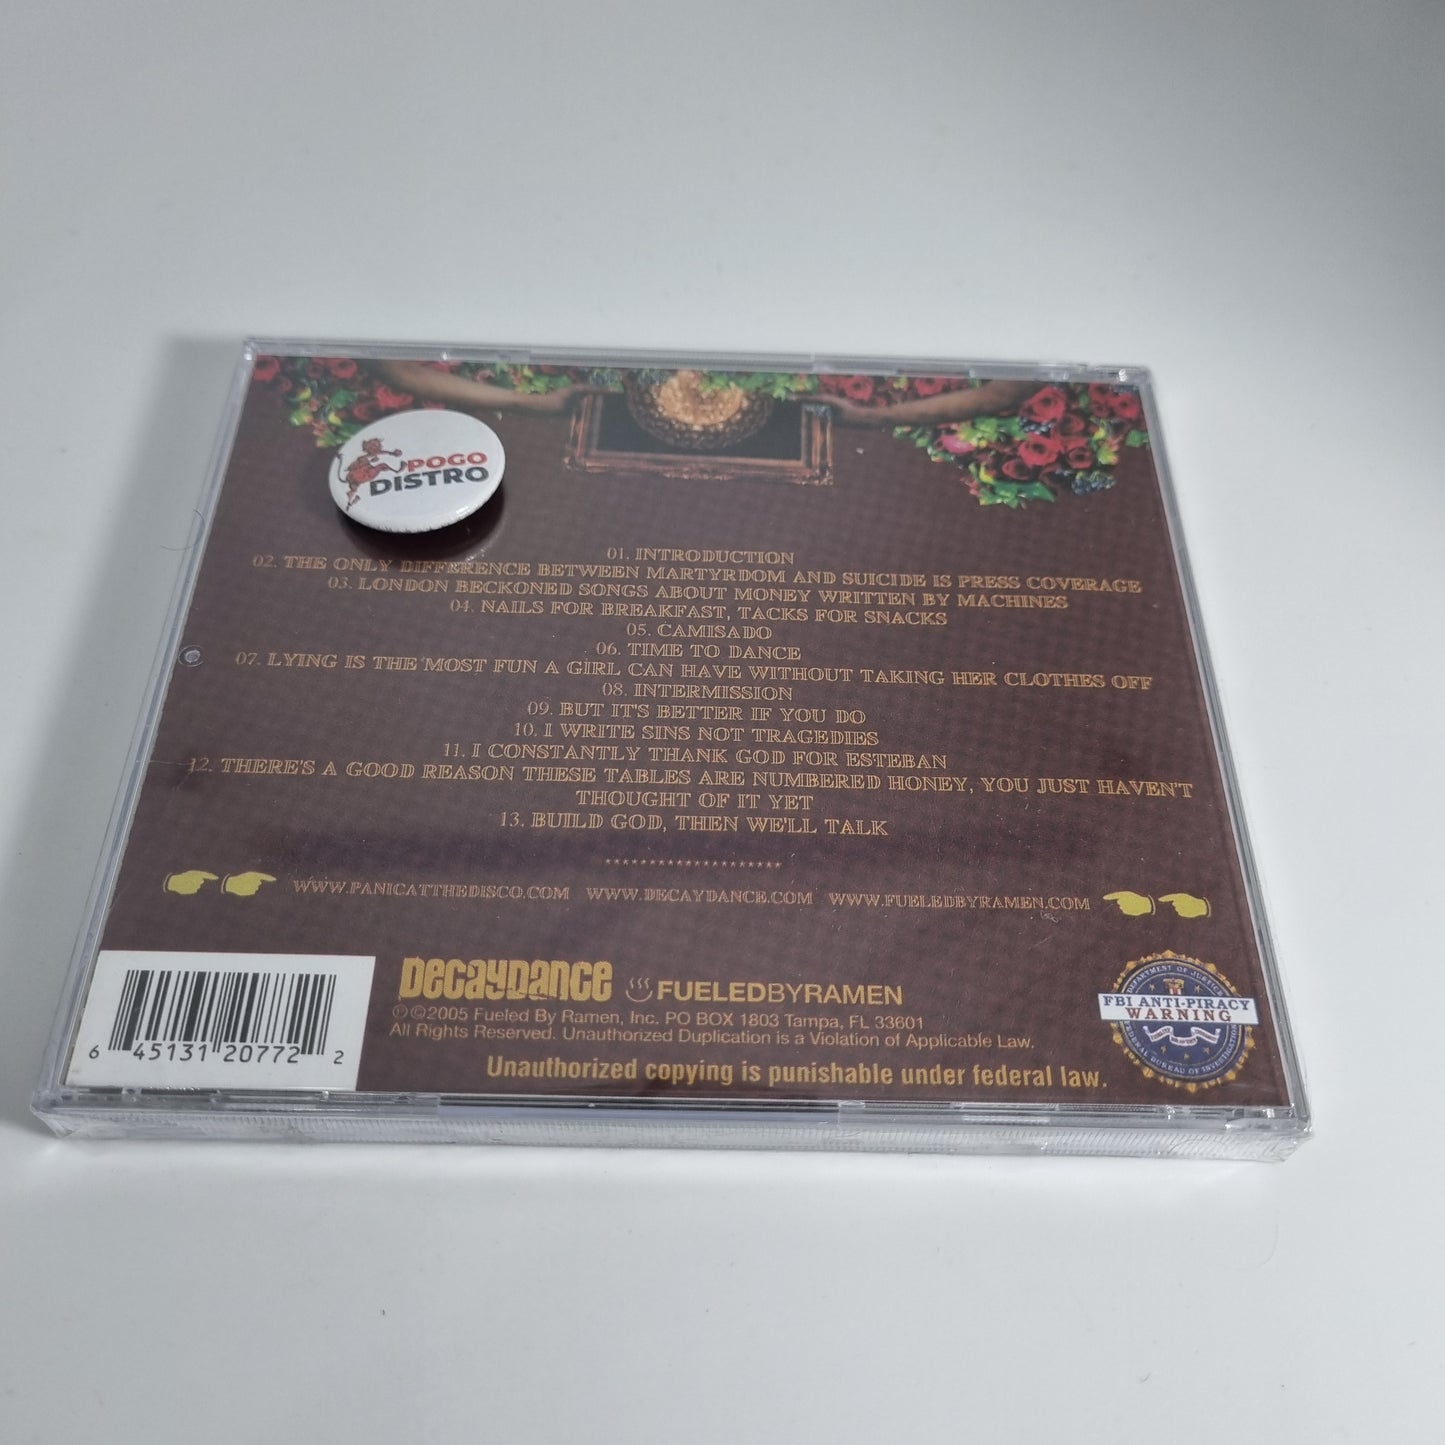 POGO
DISTRO
01. INTRODUCTION
02. THE ONLY DIFFERENCE BETWEEN MARTYRDOM AND SUICIDE IS PRESS COVERAGE
03. LONDON BECKONED SONGS ABOUT MONEY WRITTEN BY MACHINES
04. NAILS FOR BREAKFAST, TACKS FOR SNACKS
05. CAMISADO
06. TIME TO DANCE
07. LYING IS THE MOST FUN A GIRL CAN HAVE WITHOUT TAKING HER CLOTHES OFF
08. INTERMISSION
09. BUT IT'S BETTER IF YOU DO
10. I WRITE SINS NOT TRAGEDIES
11. I CONSTANTLY THANK GOD FOR ESTEBAN
12. THERE'S A GOOD REASON THESE TABLES ARE NUMBERED HONEY, YOU JUST HAVEN'T
THOUGHT OF IT YET
13. BUILD GOD, THEN WE'LL TALK
********************
WWW.PANICATTHEDISCO.COM WWW.DECAYDANCE.COM WWW.FUELEDBYRAMEN.COM
DECAYDANCE FUELEDBYRAMEN
℗©2005 Fueled By Ramen, Inc. PO BOX 1803 Tampa, FL 33601
All Rights Reserved. Unauthorized Duplication is a Violation of Applicable Law.
Unauthorized copying is punishable under federal law.
6 45131 20772 2
DEPARTMENT OF JUSTICE
FBI ANTI-PIRACY
WARNING
FEDERAL BUREAU OF INVESTIGATION